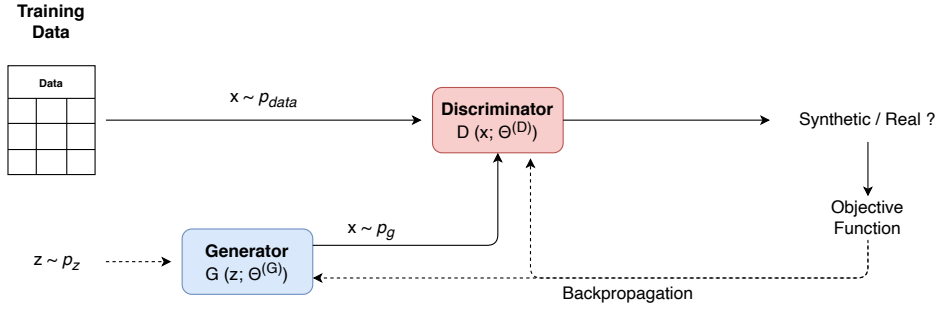 Training
Data
Data
x ~ p_data
Discriminator
D (x; Θ^(D))
Synthetic / Real ?
Objective
Function
x ~ p_g
z ~ p_z
Generator
G (z; Θ^(G))
Backpropagation